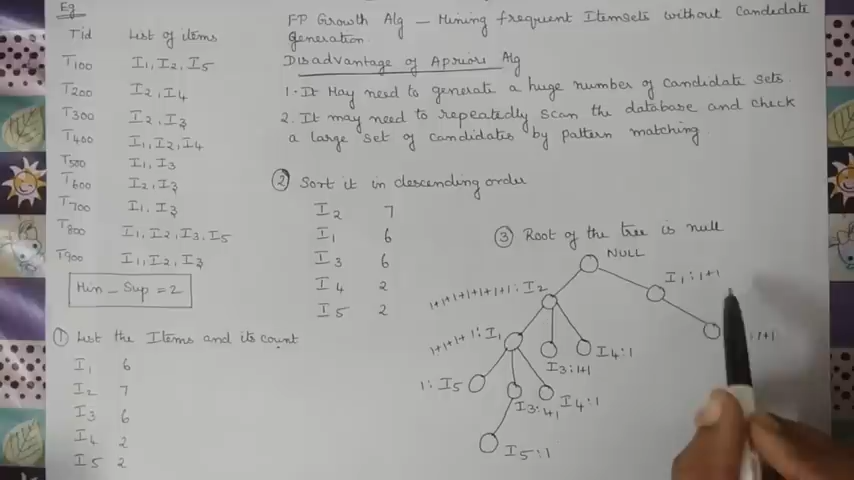 Eg
Tid List of items
T100 I1, I2, I5
T200 I2, I4
T300 I2, I3
T400 I1, I2, I4
T500 I1, I3
T600 I2, I3
T700 I1, I3
T800 I1, I2, I3, I5
T900 I1, I2, I3
Min_Sup = 2
① List the Items and its count
I1 6
I2 7
I3 6
I4 2
I5 2
FP Growth Alg – Mining frequent Itemsets without Candidate
generation
Disadvantage of Apriori Alg
1. It May need to generate a huge number of candidate sets.
2. It may need to repeatedly scan the database and check
a large set of candidates by pattern matching.
② Sort it in descending order
I2 7
I1 6
I3 6
I4 2
I5 2
③ Root of the tree is null
NULL
1+1+1+1+1+1+1 : I2
I1 : 1+1
:1+1
1+1+1+1 : I1
I3 : 1+1
I4 : 1
1 : I5
I3 : 1+1
I4 : 1
I5 : 1